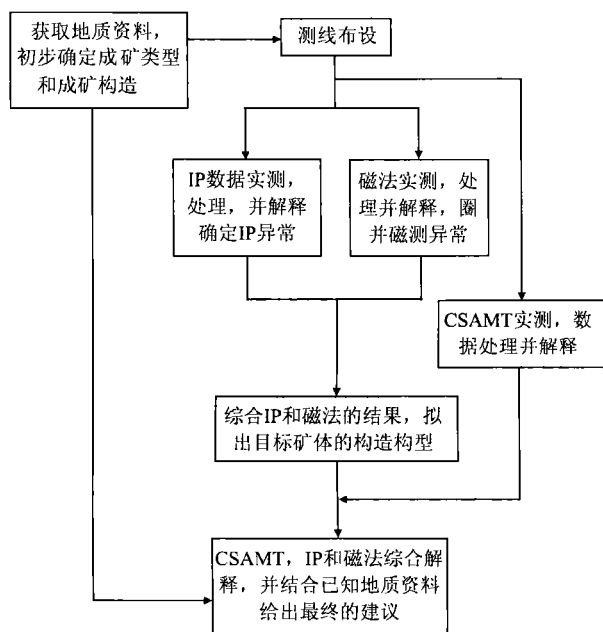 获取地质资料，
初步确定成矿类型
和成矿构造
测线布设
IP数据实测，
处理，并解释
确定IP异常
磁法实测，处
理并解释，圈
并磁测异常
CSAMT实测，数
据处理并解释
综合IP和磁法的结果，拟
出目标矿体的构造构型
CSAMT，IP和磁法综合解
释，并结合已知地质资料
给出最终的建议